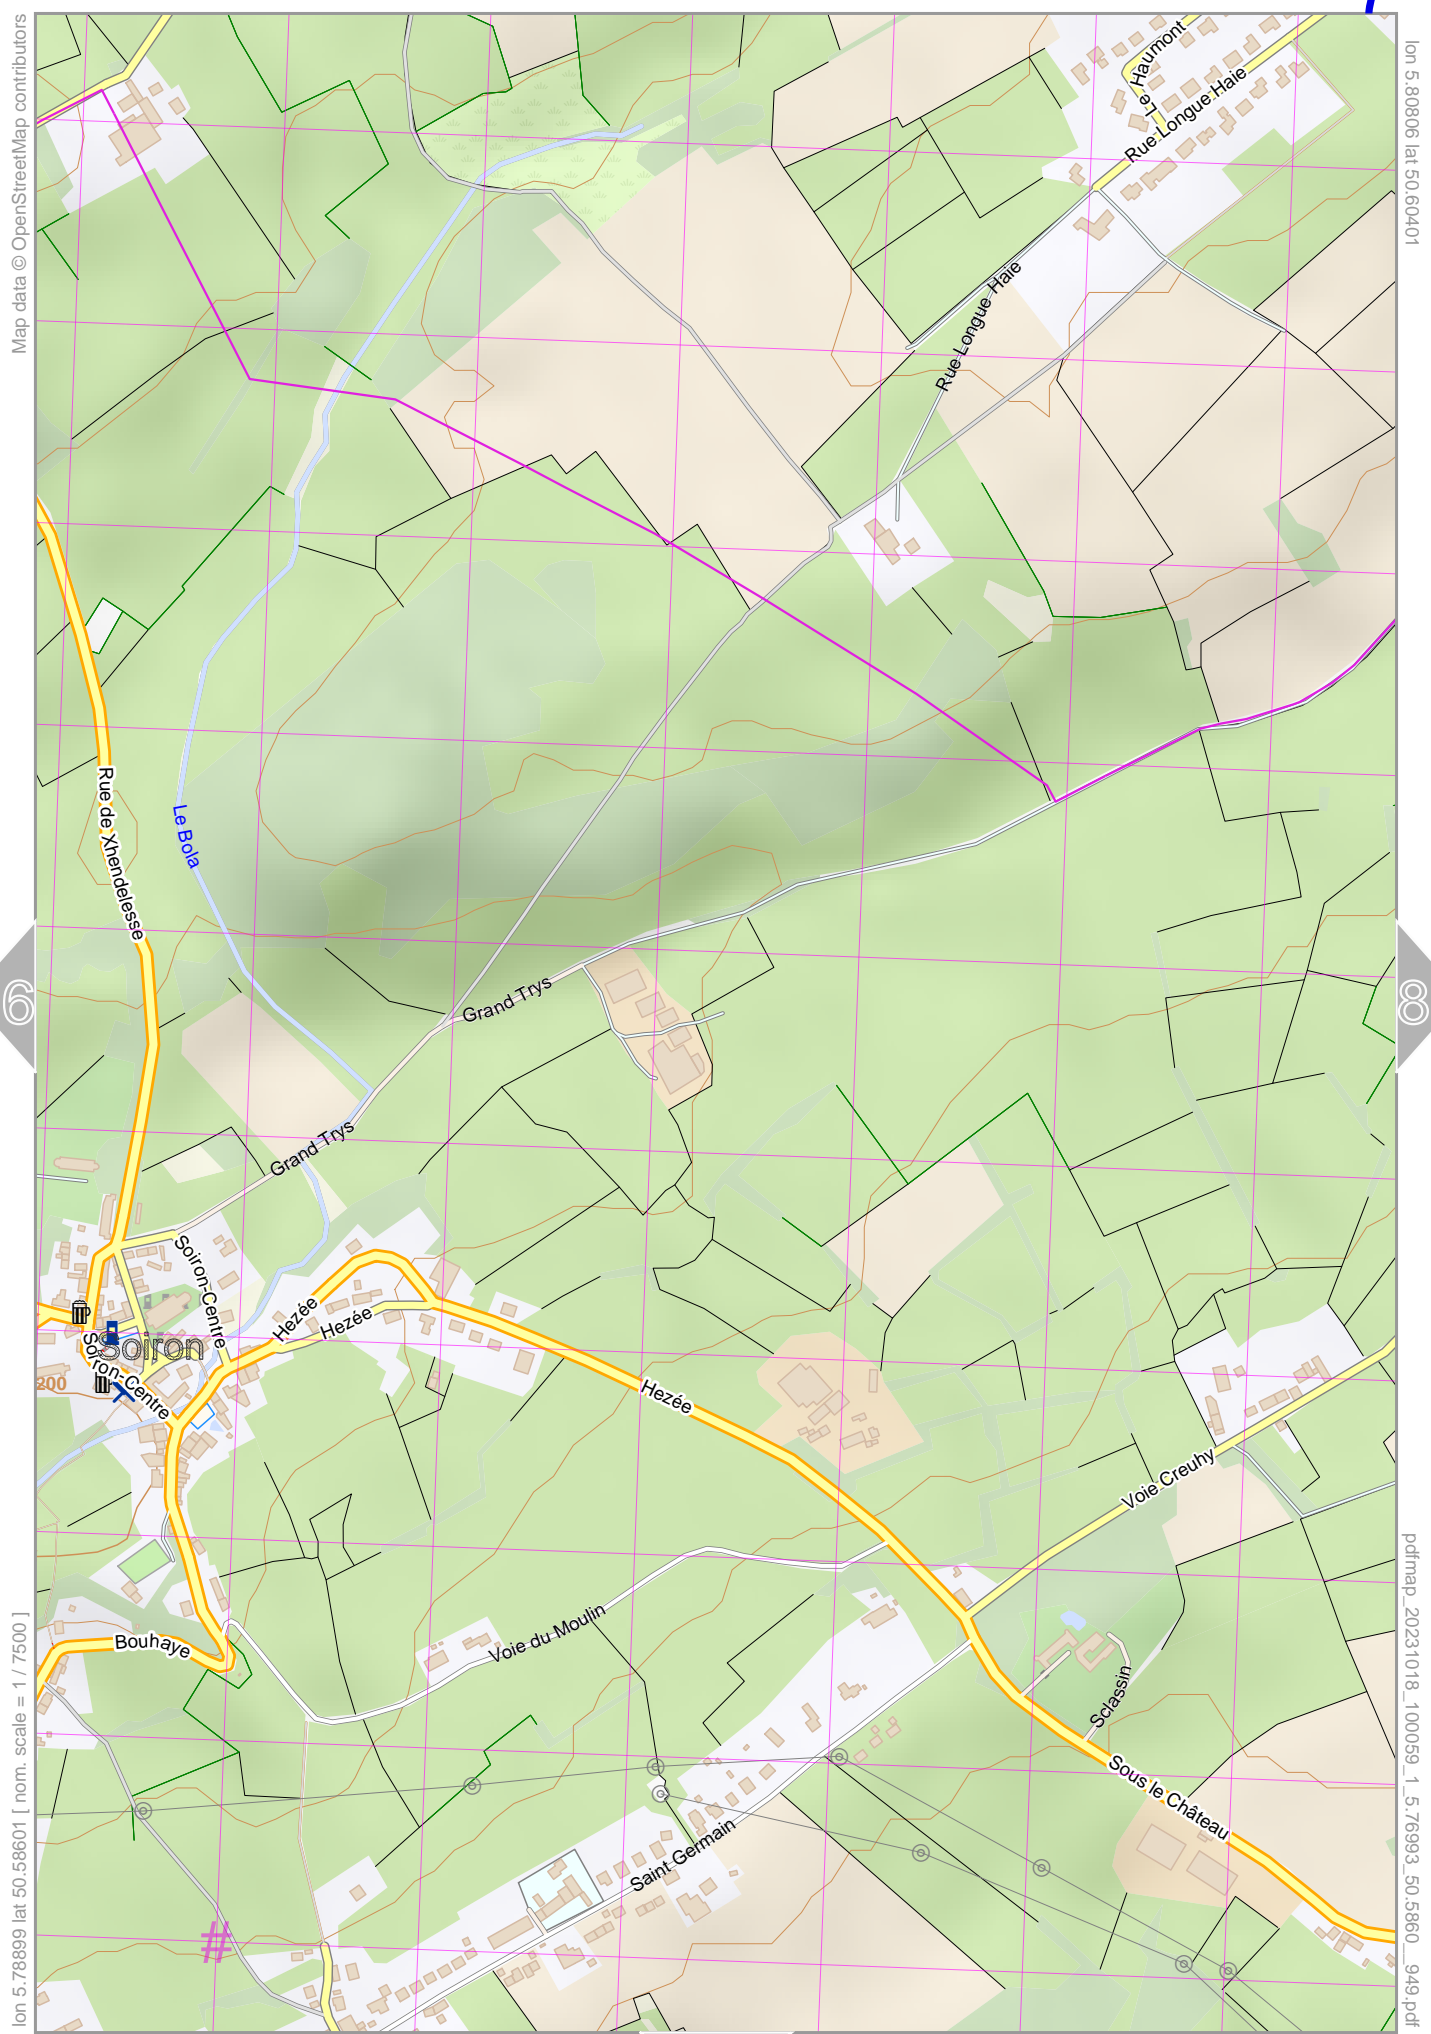 Map data © OpenStreetMap contributors
lon 5.80806 lat 50.60401
Le Haumont
Rue Longue Haie
Rue Longue Haie
Rue de Xhendelesse
Le Bola
6
8
Grand Trys
Grand Trys
Soiron-Centre
Hezée
Hezée
Soiron
Soiron-Centre
200
Hezée
Voie Creuhy
Voie du Moulin
Bouhaye
Sclassin
Sous le Château
Saint Germain
#
lon 5.78899 lat 50.58601 [ nom. scale = 1 / 7500 ]
pdfmap_20231018_100059_1_5.76993_50.5860__949.pdf